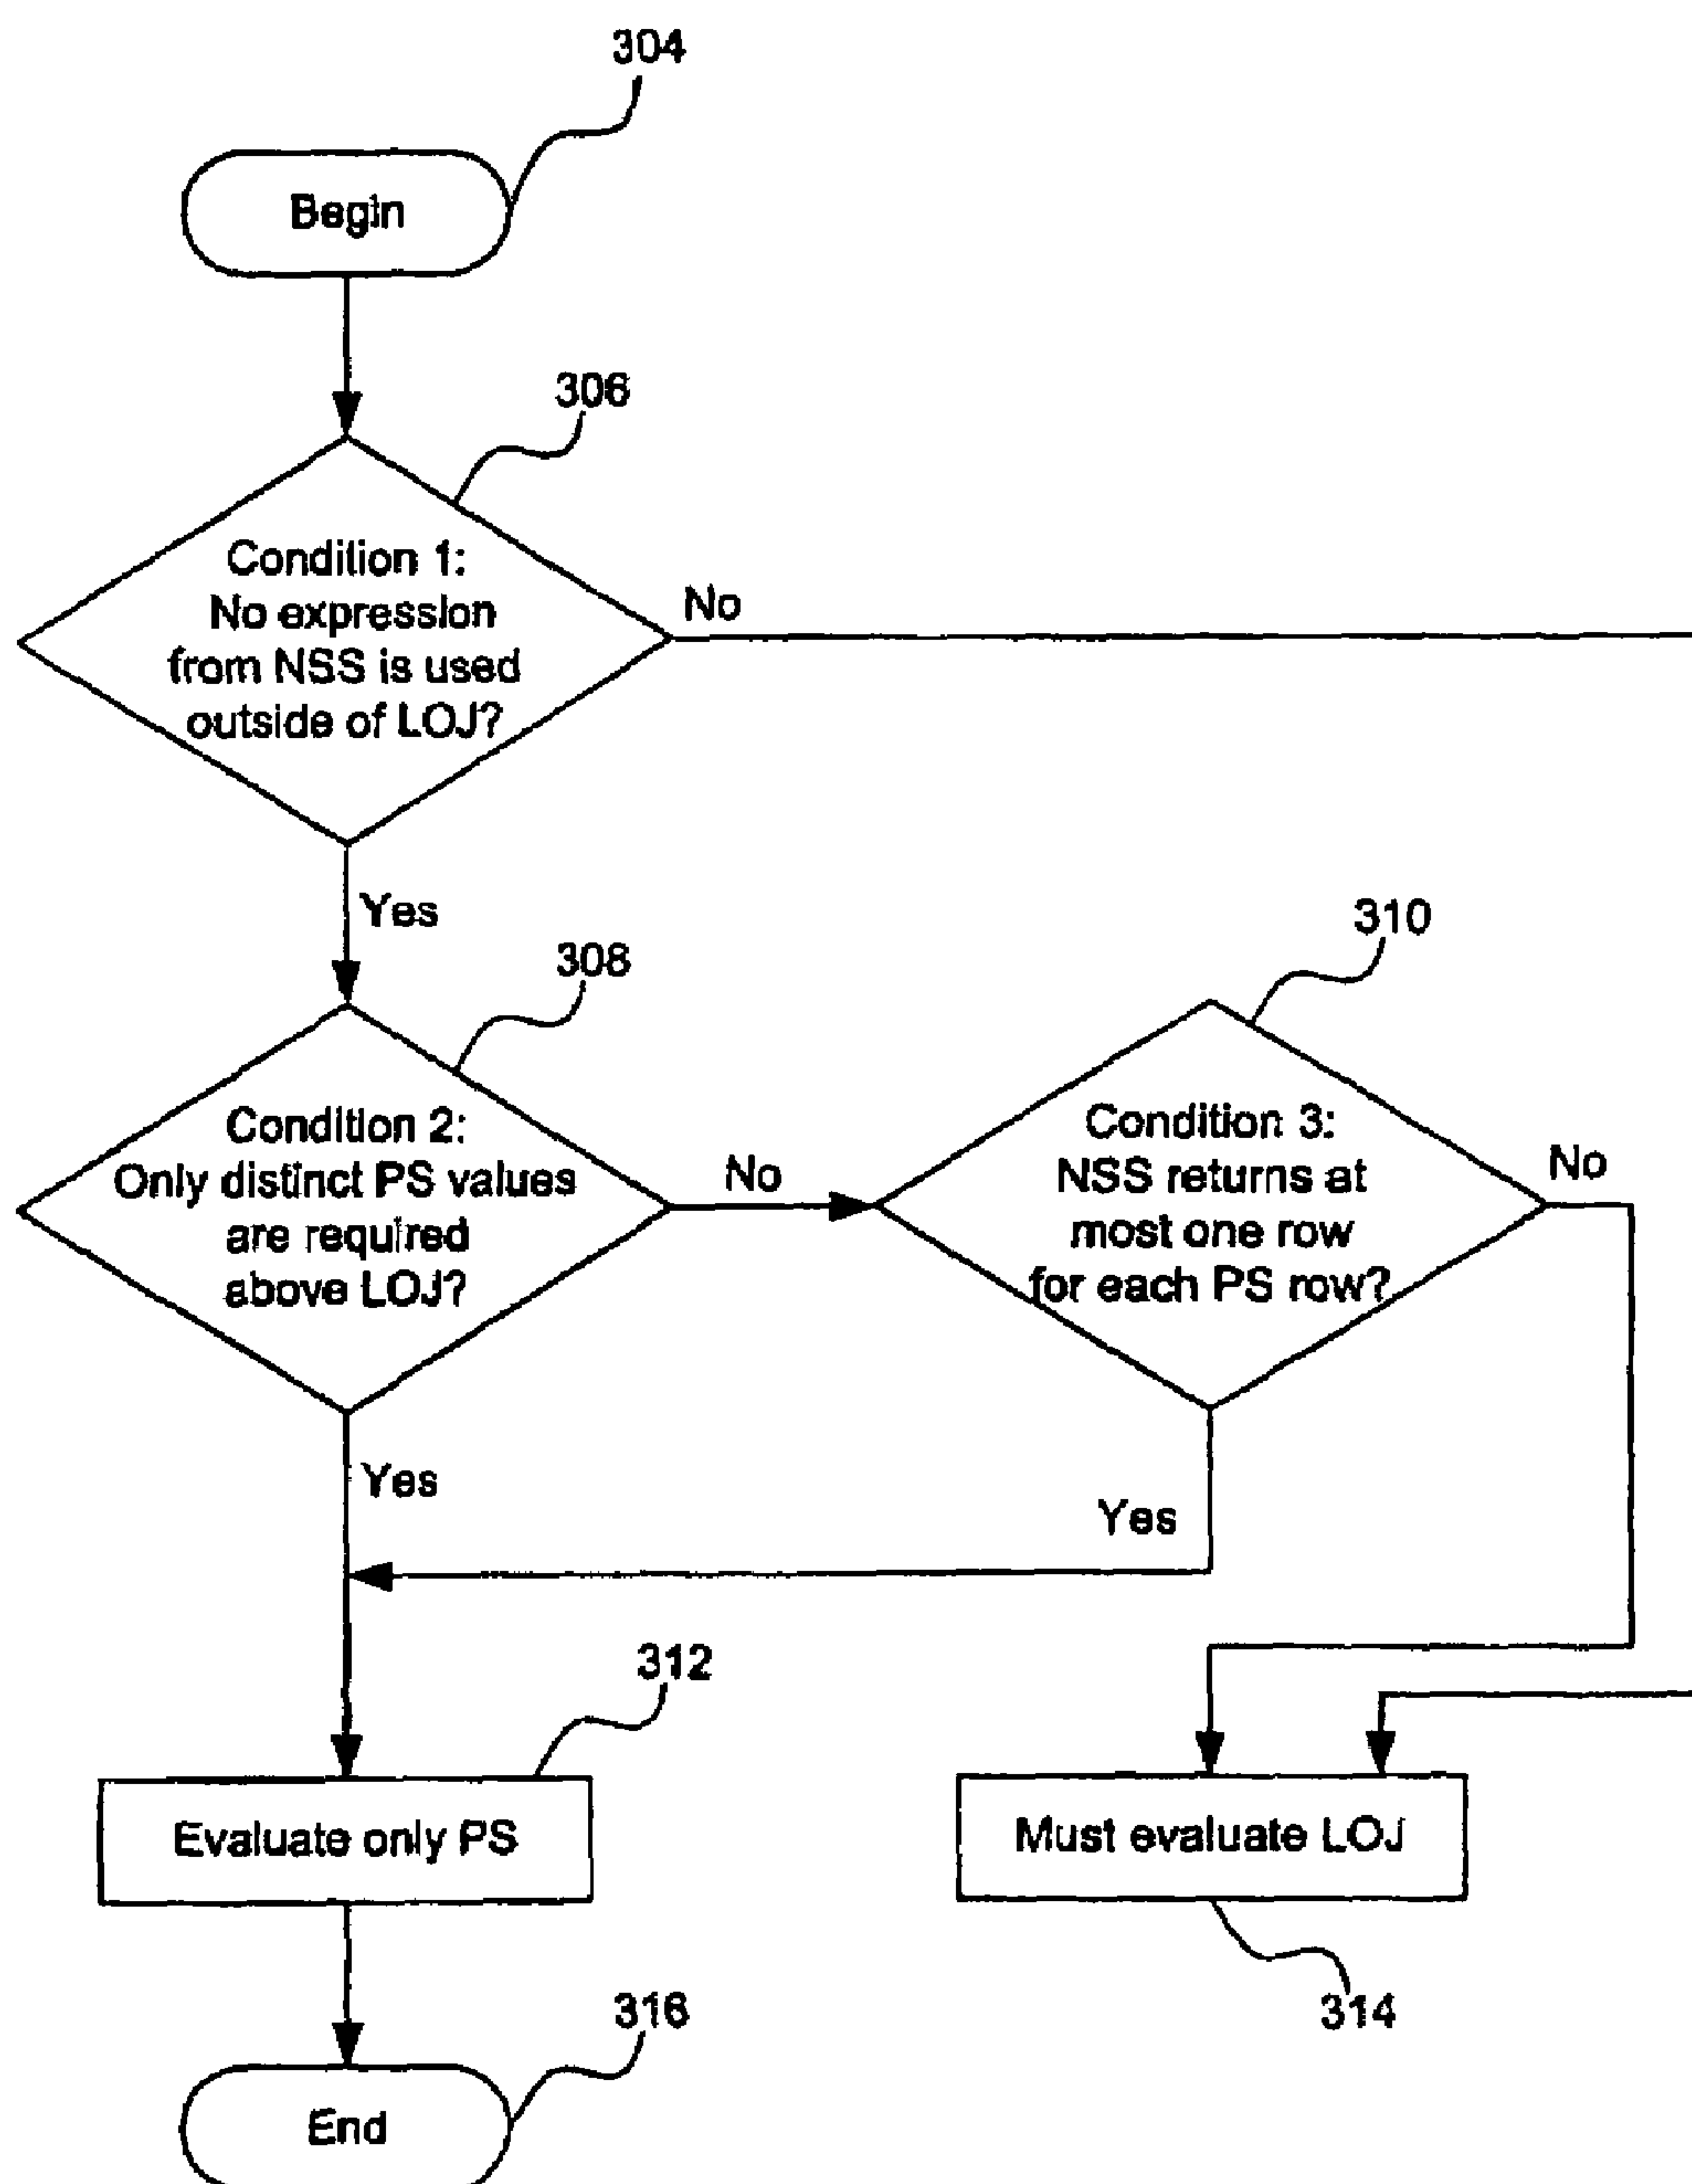 304
Begin
306
Condition 1:
No expression
from NSS is used
outside of LOJ?
No
Yes
308
310
Condition 2:
Only distinct PS values
are required
above LOJ?
No
Condition 3:
NSS returns at
most one row
for each PS row?
No
Yes
Yes
312
Evaluate only PS
Must evaluate LOJ
314
316
End